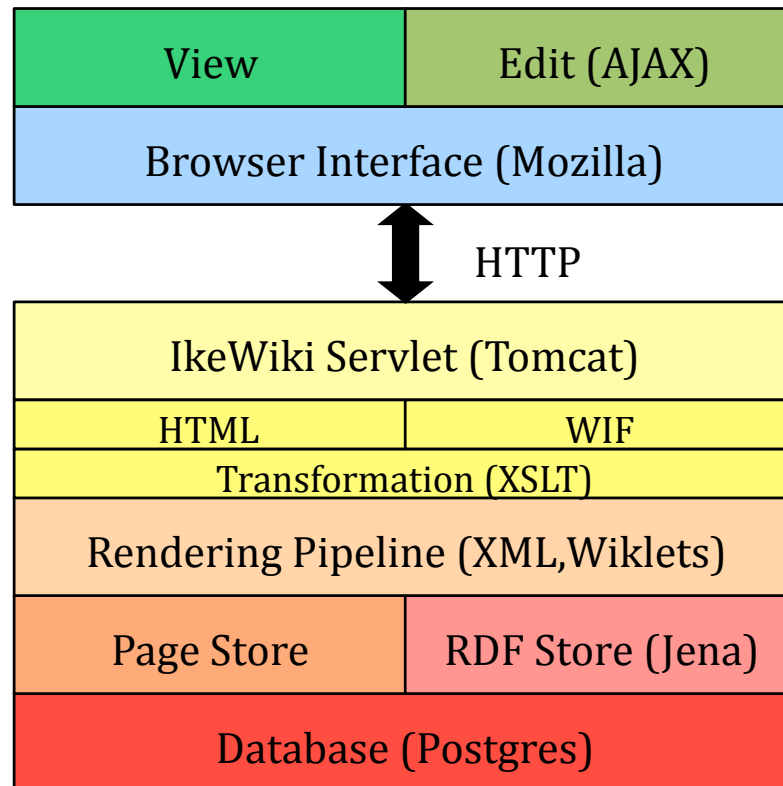 View
Edit (AJAX)
Browser Interface (Mozilla)
HTTP
IkeWiki Servlet (Tomcat)
HTML
WIF
Transformation (XSLT)
Rendering Pipeline (XML,Wiklets)
Page Store
RDF Store (Jena)
Database (Postgres)